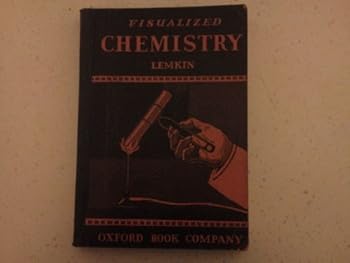 VISUALIZED
CHEMISTRY
LEMKIN
OXFORD BOOK COMPANY